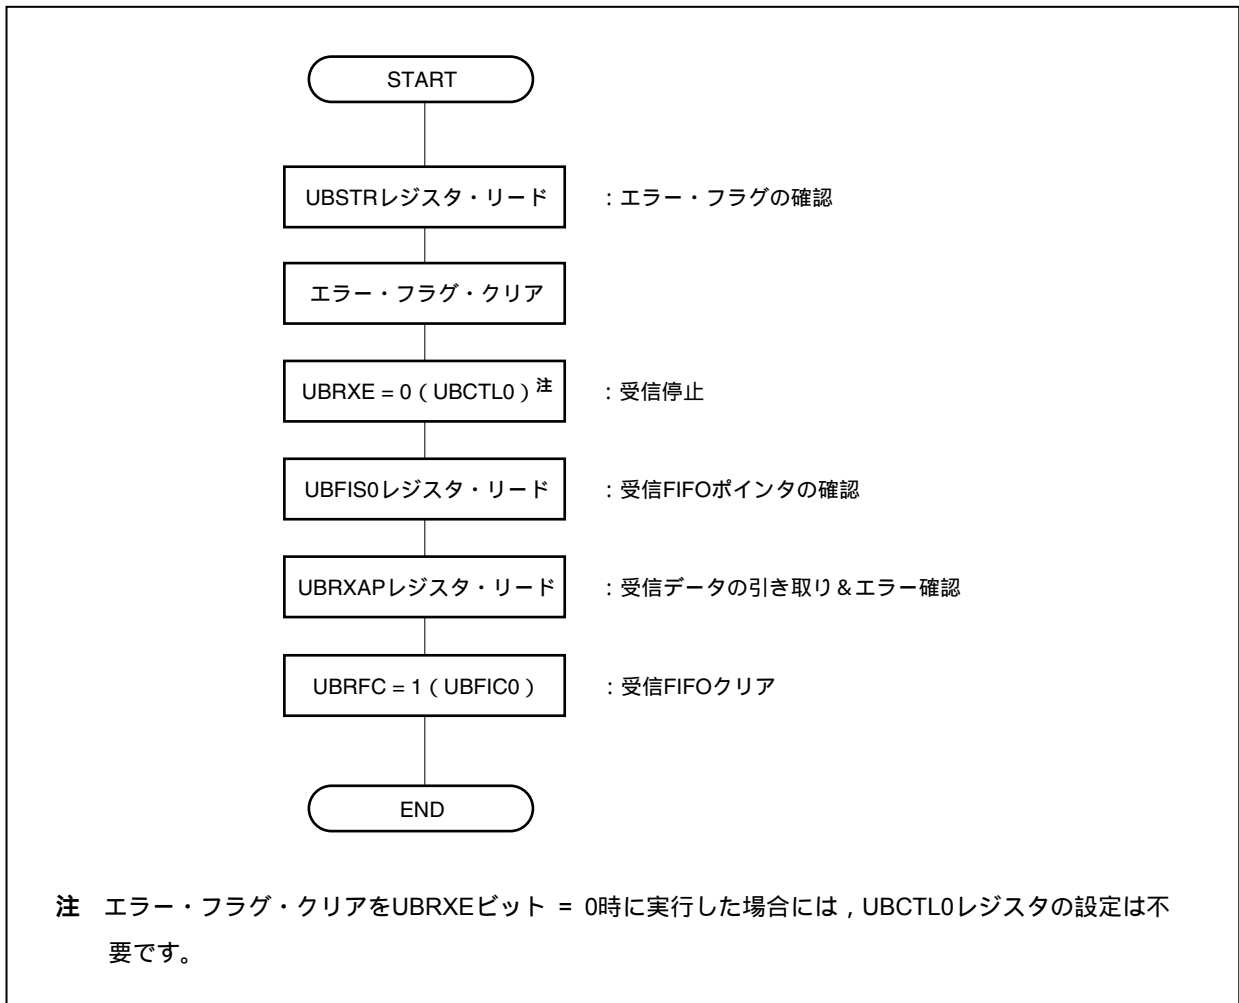 START
UBSTRレジスタ・リード ：エラー・フラグの確認
エラー・フラグ・クリア
UBRXE = 0（UBCTL0）注 ：受信停止
UBFIS0レジスタ・リード ：受信FIFOポインタの確認
UBRXAPレジスタ・リード ：受信データの引き取り＆エラー確認
UBRFC = 1（UBFIC0） ：受信FIFOクリア
END
注 エラー・フラグ・クリアをUBRXEビット = 0時に実行した場合には，UBCTL0レジスタの設定は不
要です。